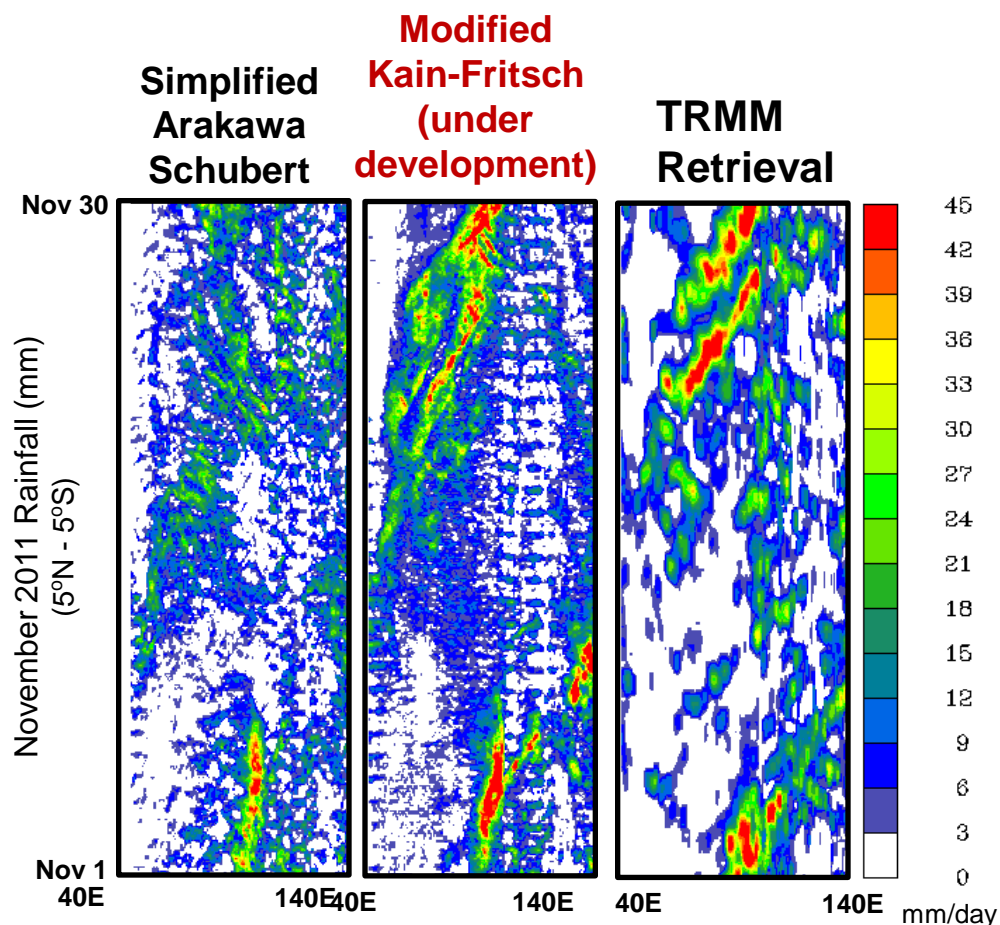 Simplified
Arakawa
Schubert
Modified
Kain-Fritsch
(under
development)
TRMM
Retrieval
Nov 30
Nov 1
November 2011 Rainfall (mm)
(5ºN - 5ºS)
40E
140E
40E
140E
40E
140E
45
42
39
36
33
30
27
24
21
18
15
12
9
6
3
0
mm/day